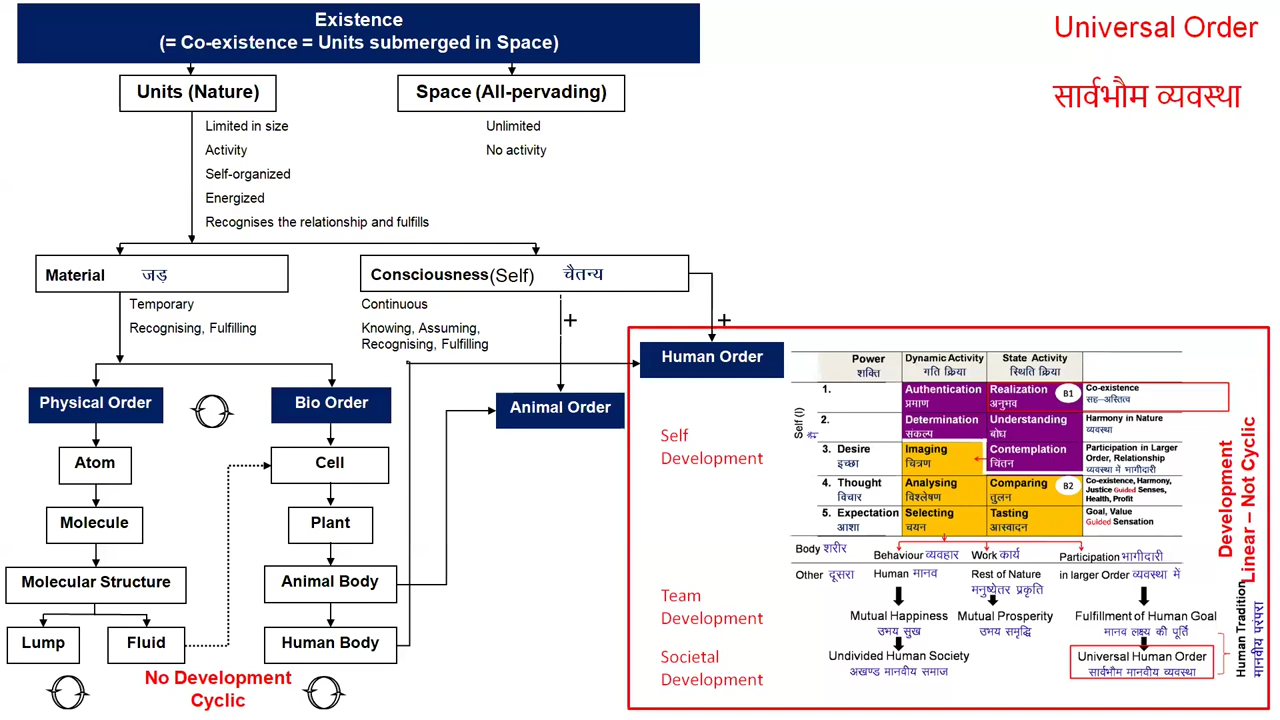 Existence
(= Co-existence = Units submerged in Space)
Universal Order
सार्वभौम व्यवस्था
Units (Nature)
Space (All-pervading)
Limited in size
Activity
Self-organized
Energized
Recognises the relationship and fulfills
Unlimited
No activity
Material जड़
Consciousness(Self) चैतन्य
Temporary
Recognising, Fulfilling
Continuous
Knowing, Assuming,
Recognising, Fulfilling
+
+
Physical Order
Bio Order
Animal Order
Human Order
Atom
Molecule
Molecular Structure
Lump
Fluid
Cell
Plant
Animal Body
Human Body
No Development
Cyclic
Self
Development
Team
Development
Societal
Development
Power
शक्ति
Dynamic Activity
गति क्रिया
State Activity
स्थिति क्रिया
Self (I)
मैं
1.
Authentication
प्रमाण
Realization
अनुभव
B1
Co-existence
सह-अस्तित्व
2.
Determination
संकल्प
Understanding
बोध
Harmony in Nature
व्यवस्था
3. Desire
इच्छा
Imaging
चित्रण
Contemplation
चिंतन
Participation in Larger
Order, Relationship
व्यवस्था में भागीदारी
4. Thought
विचार
Analysing
विश्लेषण
Comparing
तुलन
B2
Co-existence, Harmony,
Justice Guided Senses,
Health, Profit
5. Expectation
आशा
Selecting
चयन
Tasting
आस्वादन
Goal, Value
Guided Sensation
Body शरीर
Behaviour व्यवहार
Work कार्य
Participation भागीदारी
Other दूसरा
Human मानव
Rest of Nature
मनुष्येतर प्रकृति
in larger Order व्यवस्था में
Mutual Happiness
उभय सुख
Mutual Prosperity
उभय समृद्धि
Fulfillment of Human Goal
मानव लक्ष्य की पूर्ति
Undivided Human Society
अखण्ड मानवीय समाज
Universal Human Order
सार्वभौम मानवीय व्यवस्था
Development
Linear – Not Cyclic
Human Tradition
मानवीय परंपरा